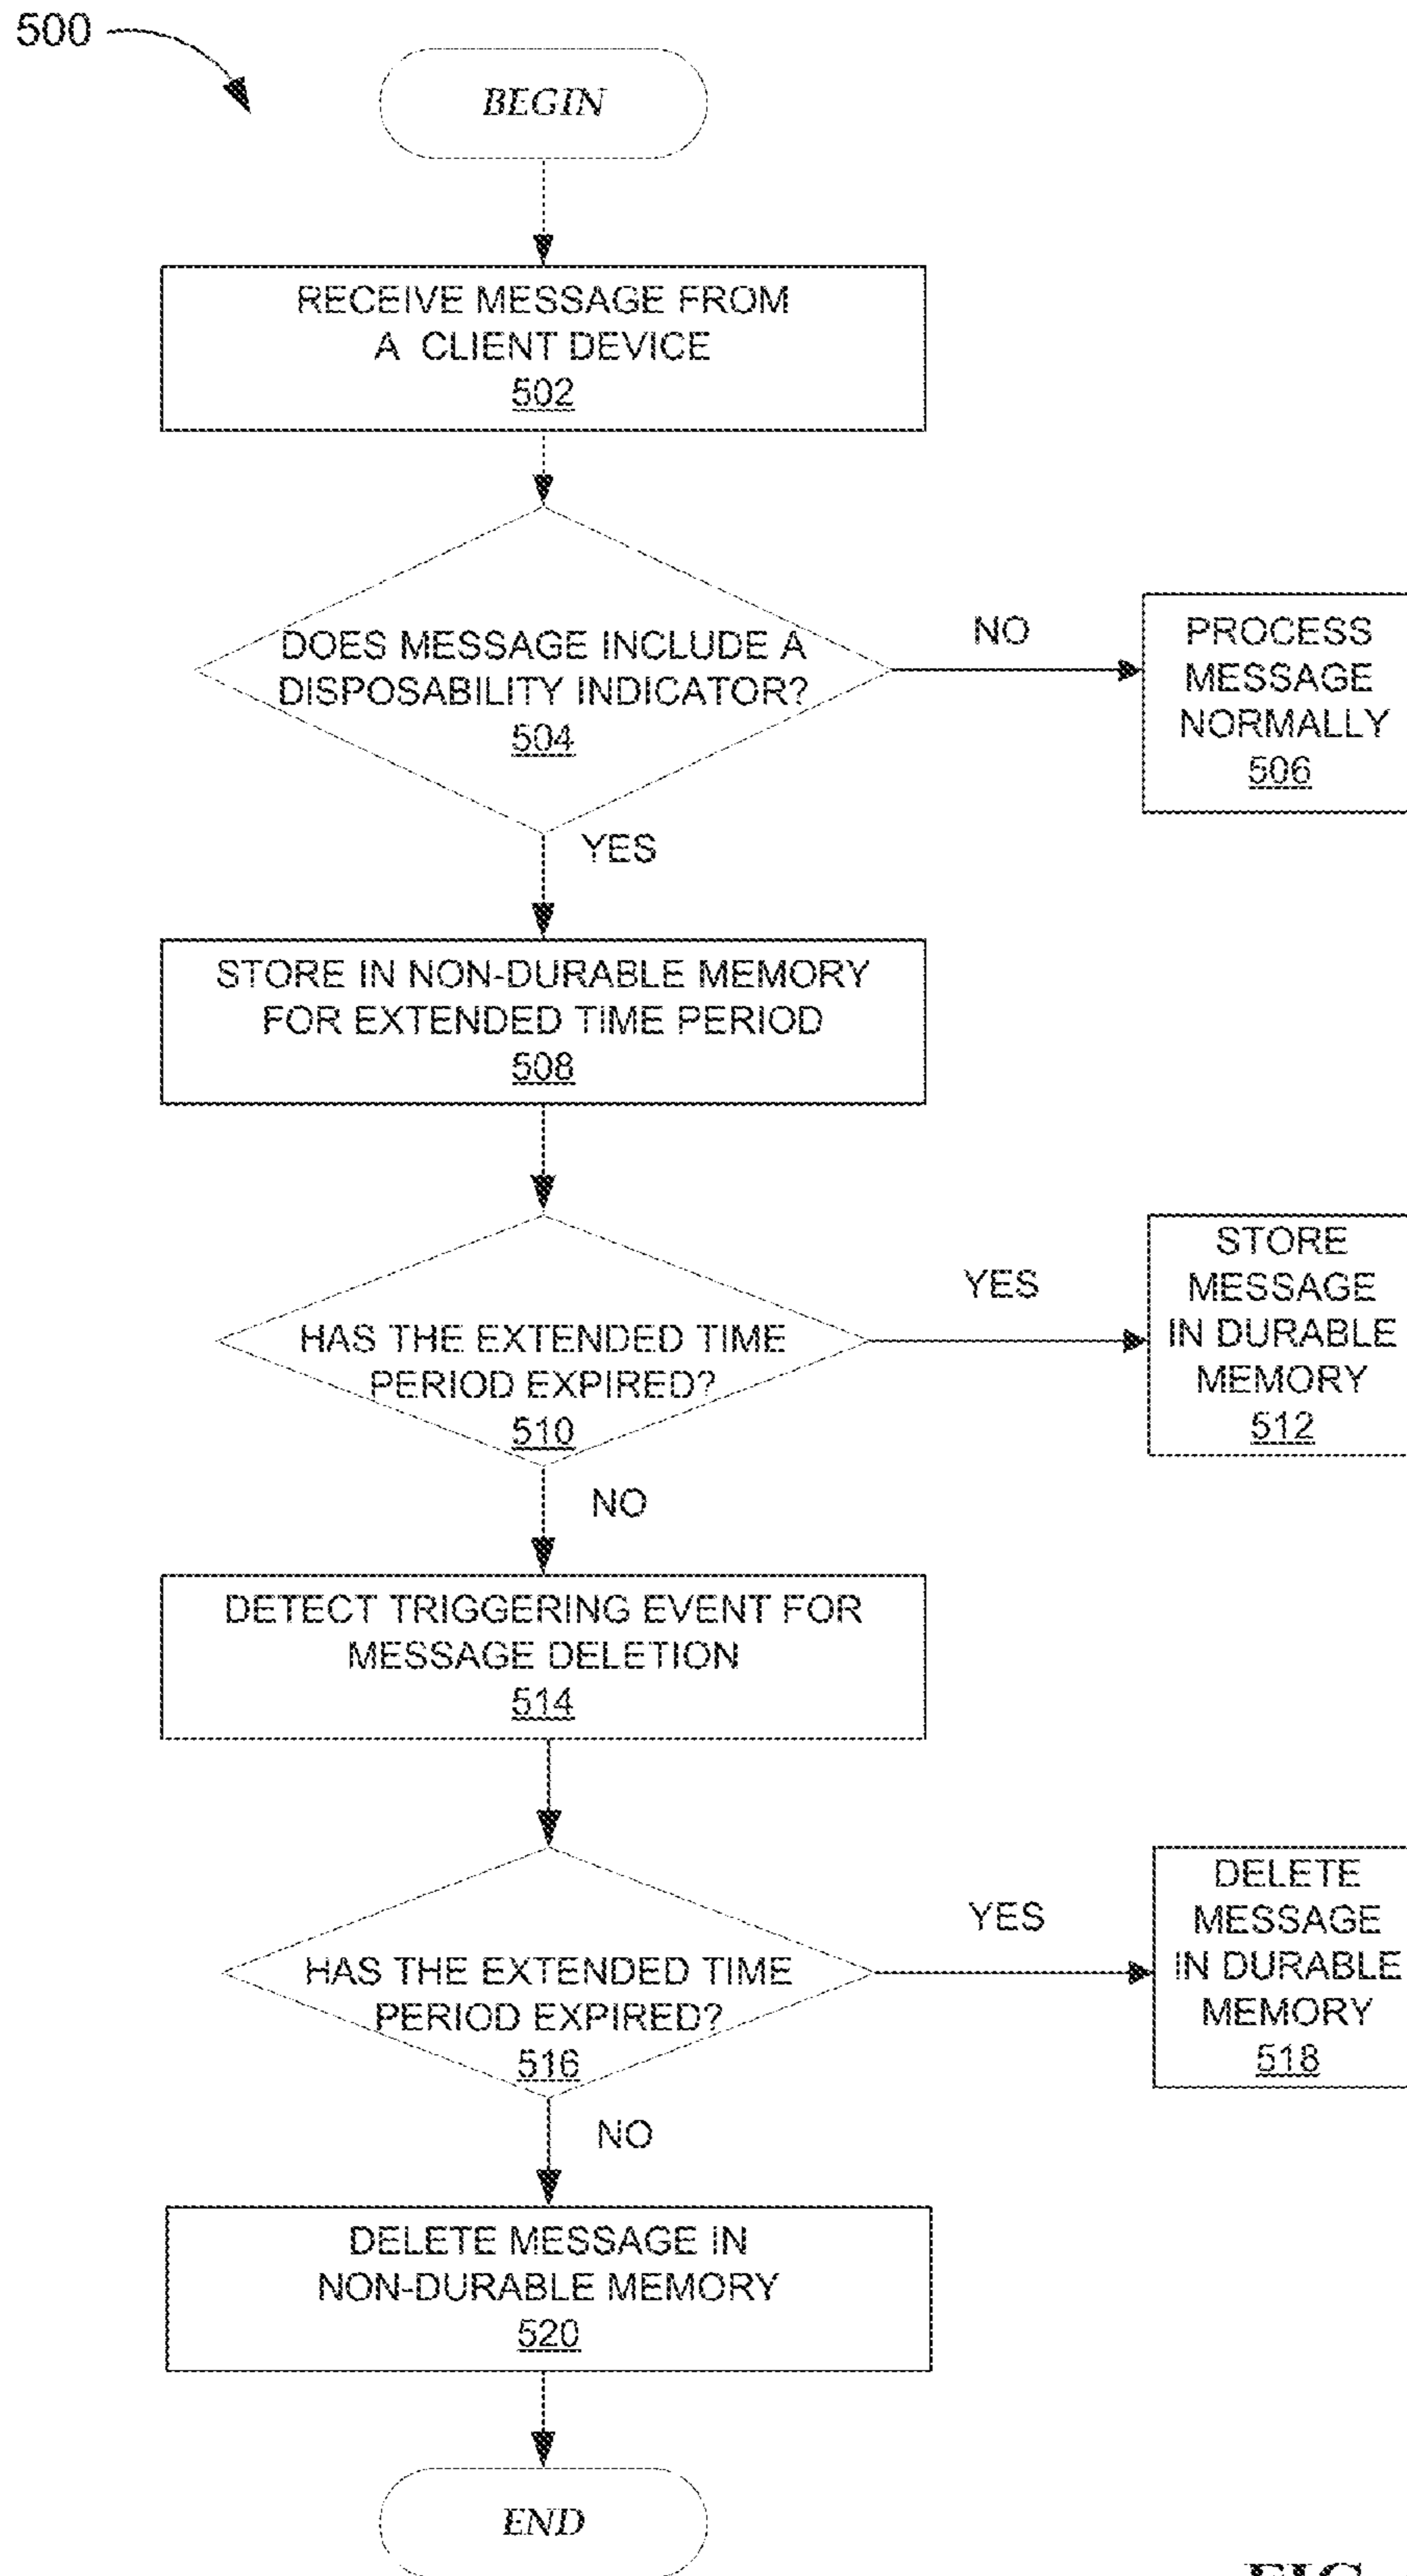 500
BEGIN
RECEIVE MESSAGE FROM
A CLIENT DEVICE
502
DOES MESSAGE INCLUDE A
DISPOSABILITY INDICATOR?
504
NO
PROCESS
MESSAGE
NORMALLY
506
YES
STORE IN NON-DURABLE MEMORY
FOR EXTENDED TIME PERIOD
508
HAS THE EXTENDED TIME
PERIOD EXPIRED?
510
YES
STORE
MESSAGE
IN DURABLE
MEMORY
512
NO
DETECT TRIGGERING EVENT FOR
MESSAGE DELETION
514
HAS THE EXTENDED TIME
PERIOD EXPIRED?
516
YES
DELETE
MESSAGE
IN DURABLE
MEMORY
518
NO
DELETE MESSAGE IN
NON-DURABLE MEMORY
520
END